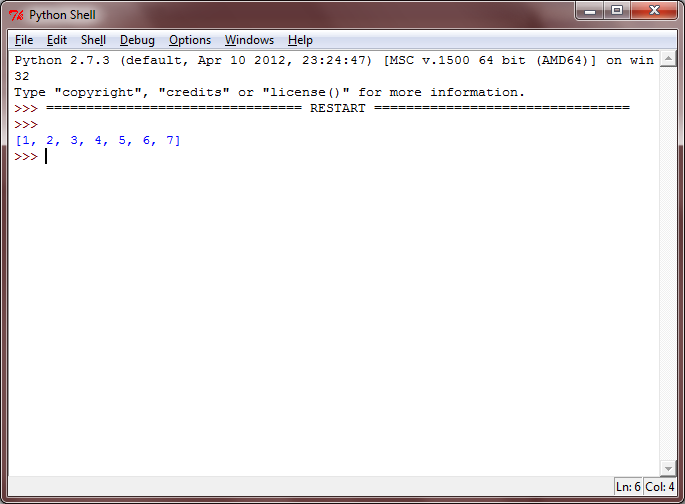 Python Shell
File Edit Shell Debug Options Windows Help
Python 2.7.3 (default, Apr 10 2012, 23:24:47) [MSC v.1500 64 bit (AMD64)] on win
32
Type "copyright", "credits" or "license()" for more information.
>>> ================================ RESTART ================================
>>>
[1, 2, 3, 4, 5, 6, 7]
>>>
Ln: 6 Col: 4